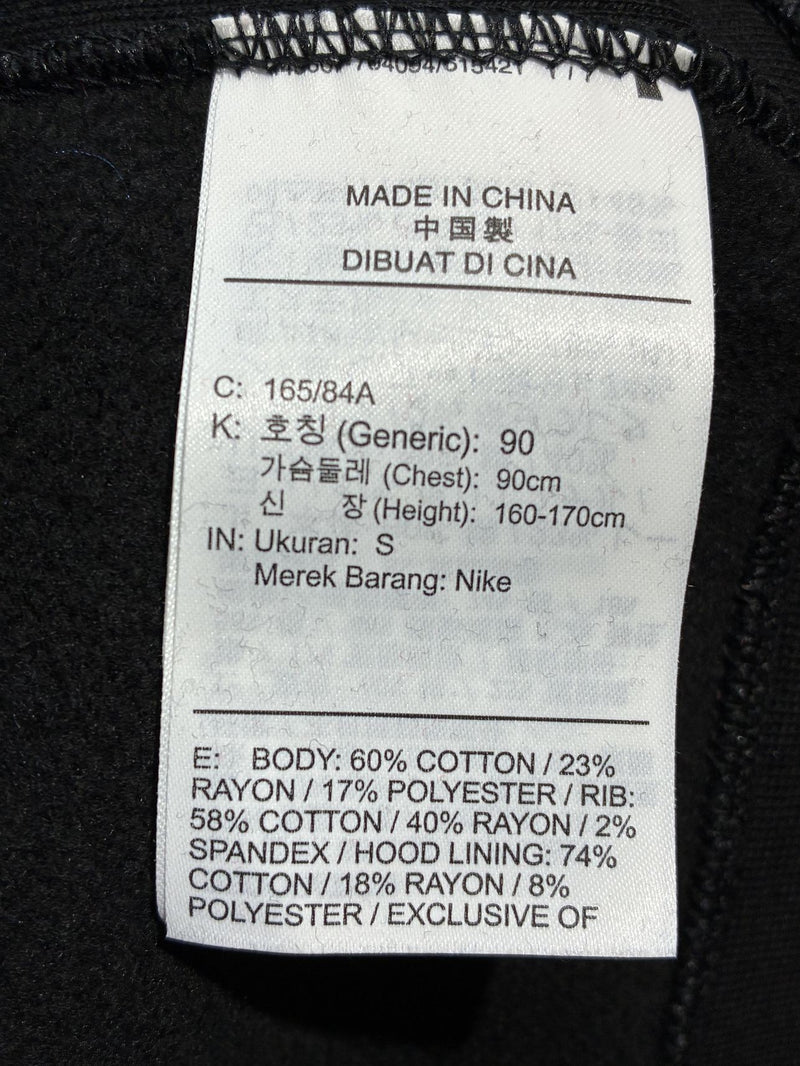 MADE IN CHINA
中国製
DIBUAT DI CINA
C: 165/84A
K: 호칭 (Generic): 90
가슴둘레 (Chest): 90cm
신 장 (Height): 160-170cm
IN: Ukuran: S
Merek Barang: Nike
E: BODY: 60% COTTON / 23%
RAYON / 17% POLYESTER / RIB:
58% COTTON / 40% RAYON / 2%
SPANDEX / HOOD LINING: 74%
COTTON / 18% RAYON / 8%
POLYESTER / EXCLUSIVE OF